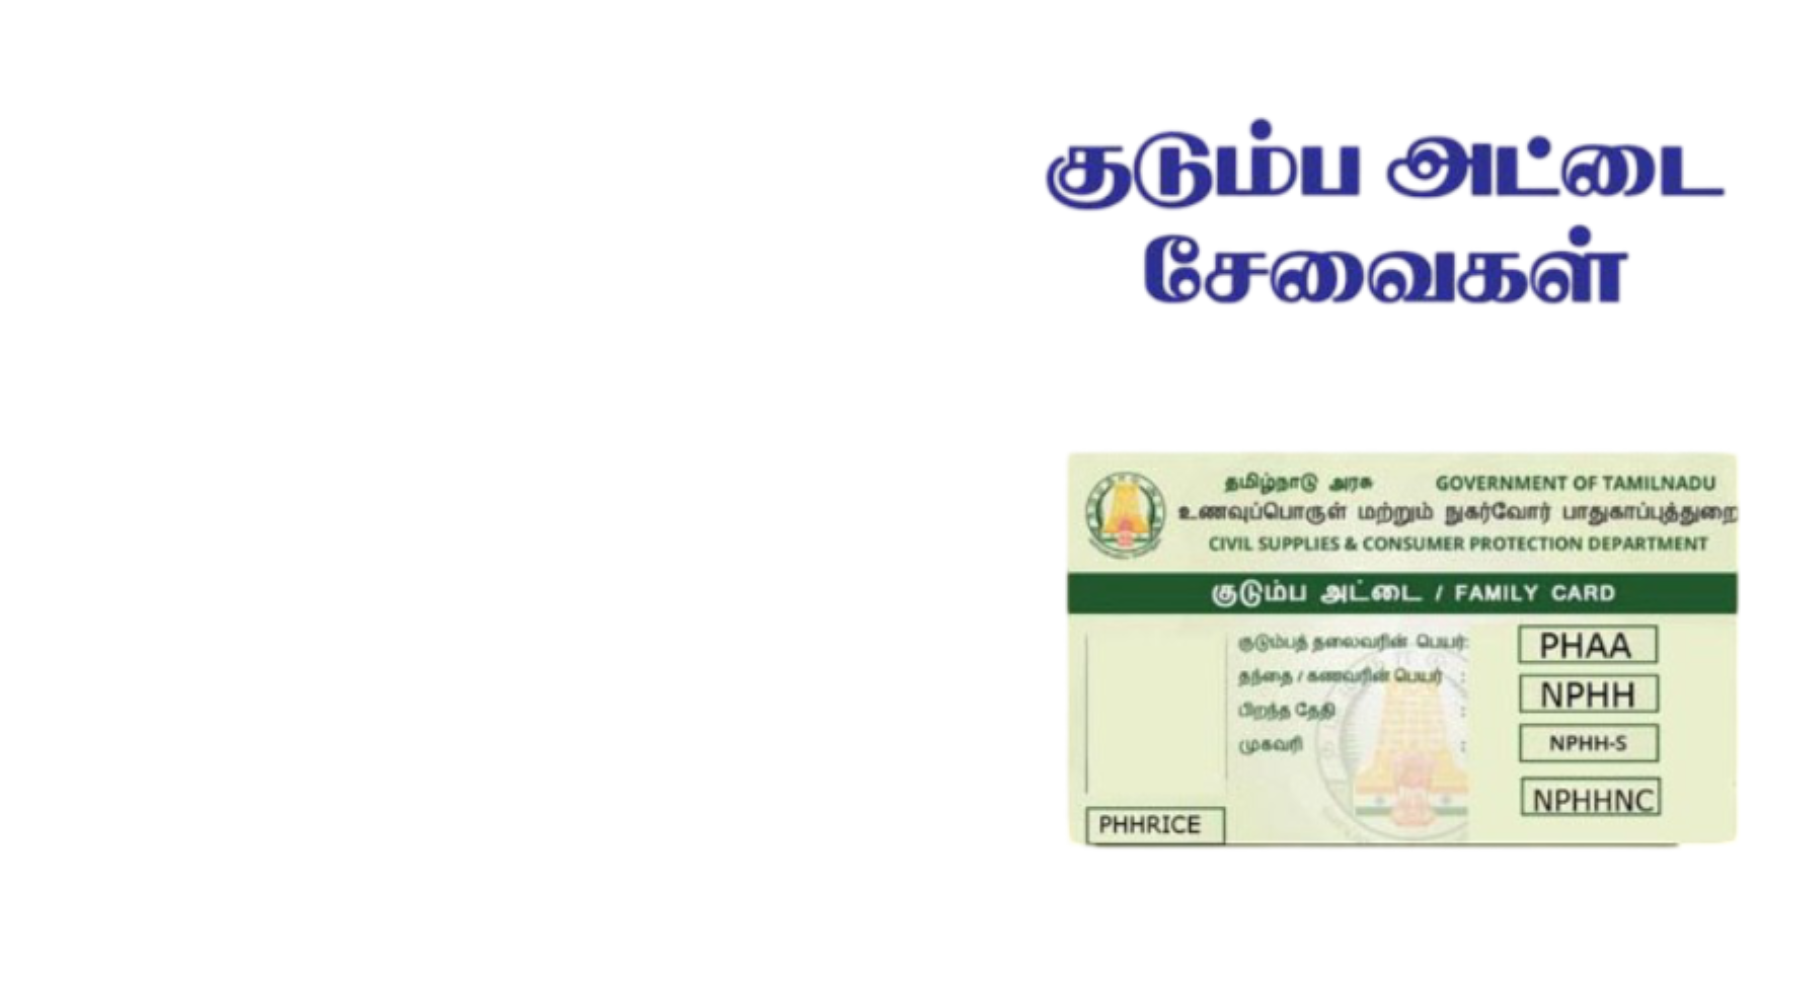 குடும்ப அட்டை
சேவைகள்
தமிழ்நாடு அரசு GOVERNMENT OF TAMILNADU
உணவுப்பொருள் மற்றும் நுகர்வோர் பாதுகாப்புத்துறை
CIVIL SUPPLIES & CONSUMER PROTECTION DEPARTMENT
குடும்ப அட்டை / FAMILY CARD
குடும்பத் தலைவரின் பெயர்: PHAA
தந்தை / கணவரின் பெயர் : NPHH
பிறந்த தேதி :
முகவரி : NPHH-S
NPHHNC
PHHRICE